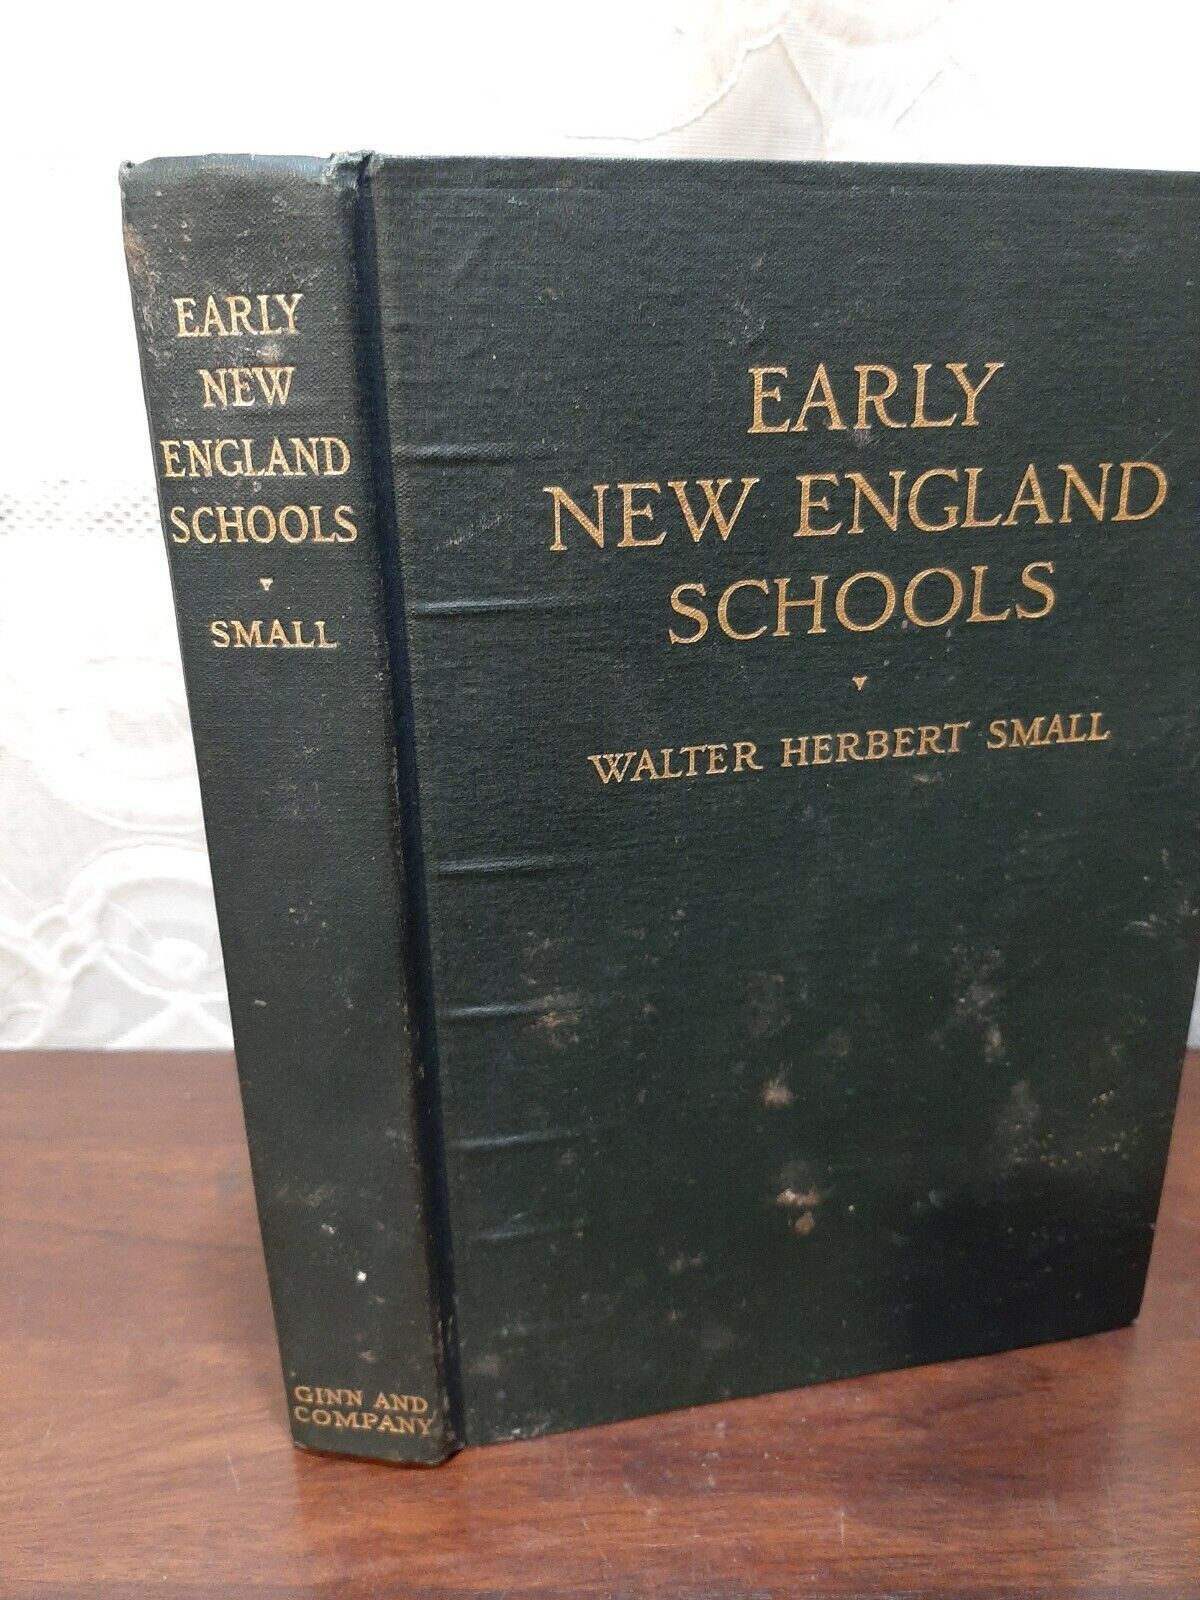 EARLY
NEW
ENGLAND
SCHOOLS
SMALL
GINN AND
COMPANY
EARLY
NEW ENGLAND
SCHOOLS
WALTER HERBERT SMALL